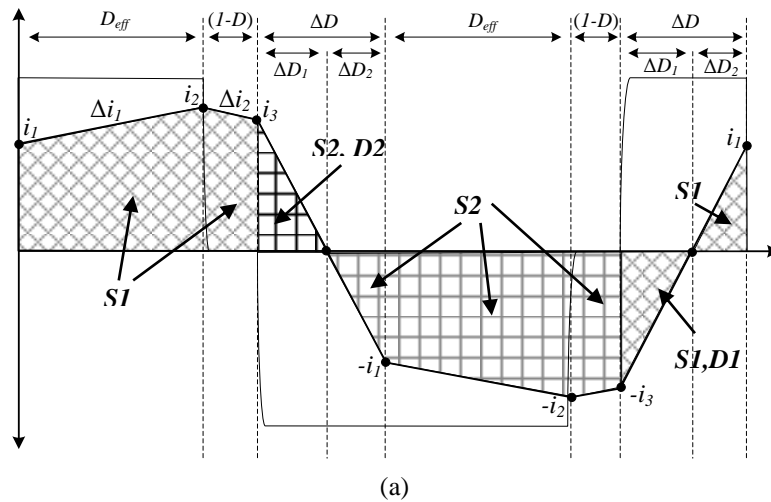 D_eff (1-D) ΔD D_eff (1-D) ΔD
ΔD₁ ΔD₂ ΔD₁ ΔD₂
i₁ Δi₁ i₂ Δi₂ i₃ i₁
S2, D2
S2 S1
S1
-i₁ -i₂ -i₃ S1,D1
(a)